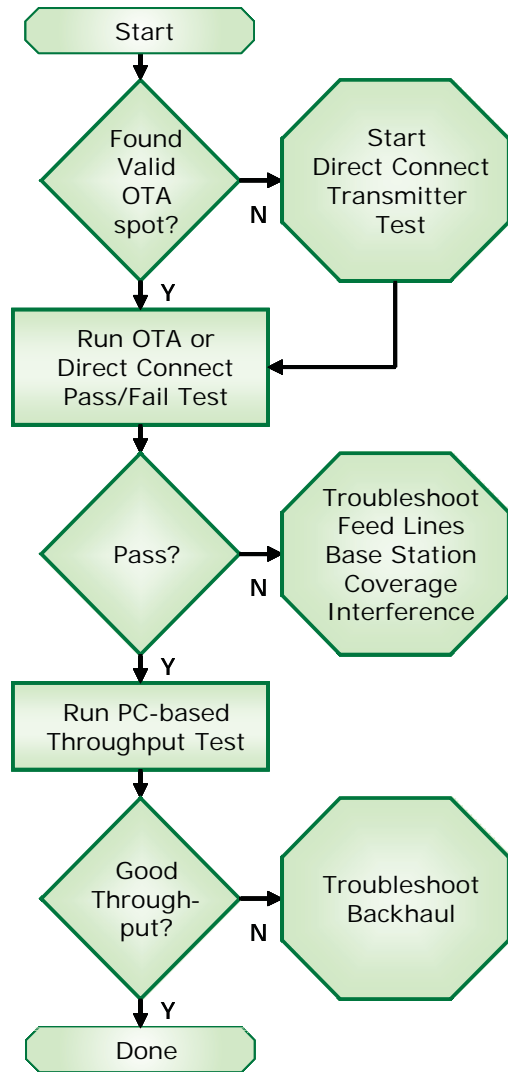 Start
Found
Valid
OTA
spot?
N
Start
Direct Connect
Transmitter
Test
Y
Run OTA or
Direct Connect
Pass/Fail Test
Pass?
N
Troubleshoot
Feed Lines
Base Station
Coverage
Interference
Y
Run PC-based
Throughput Test
Good
Through-
put?
N
Troubleshoot
Backhaul
Y
Done